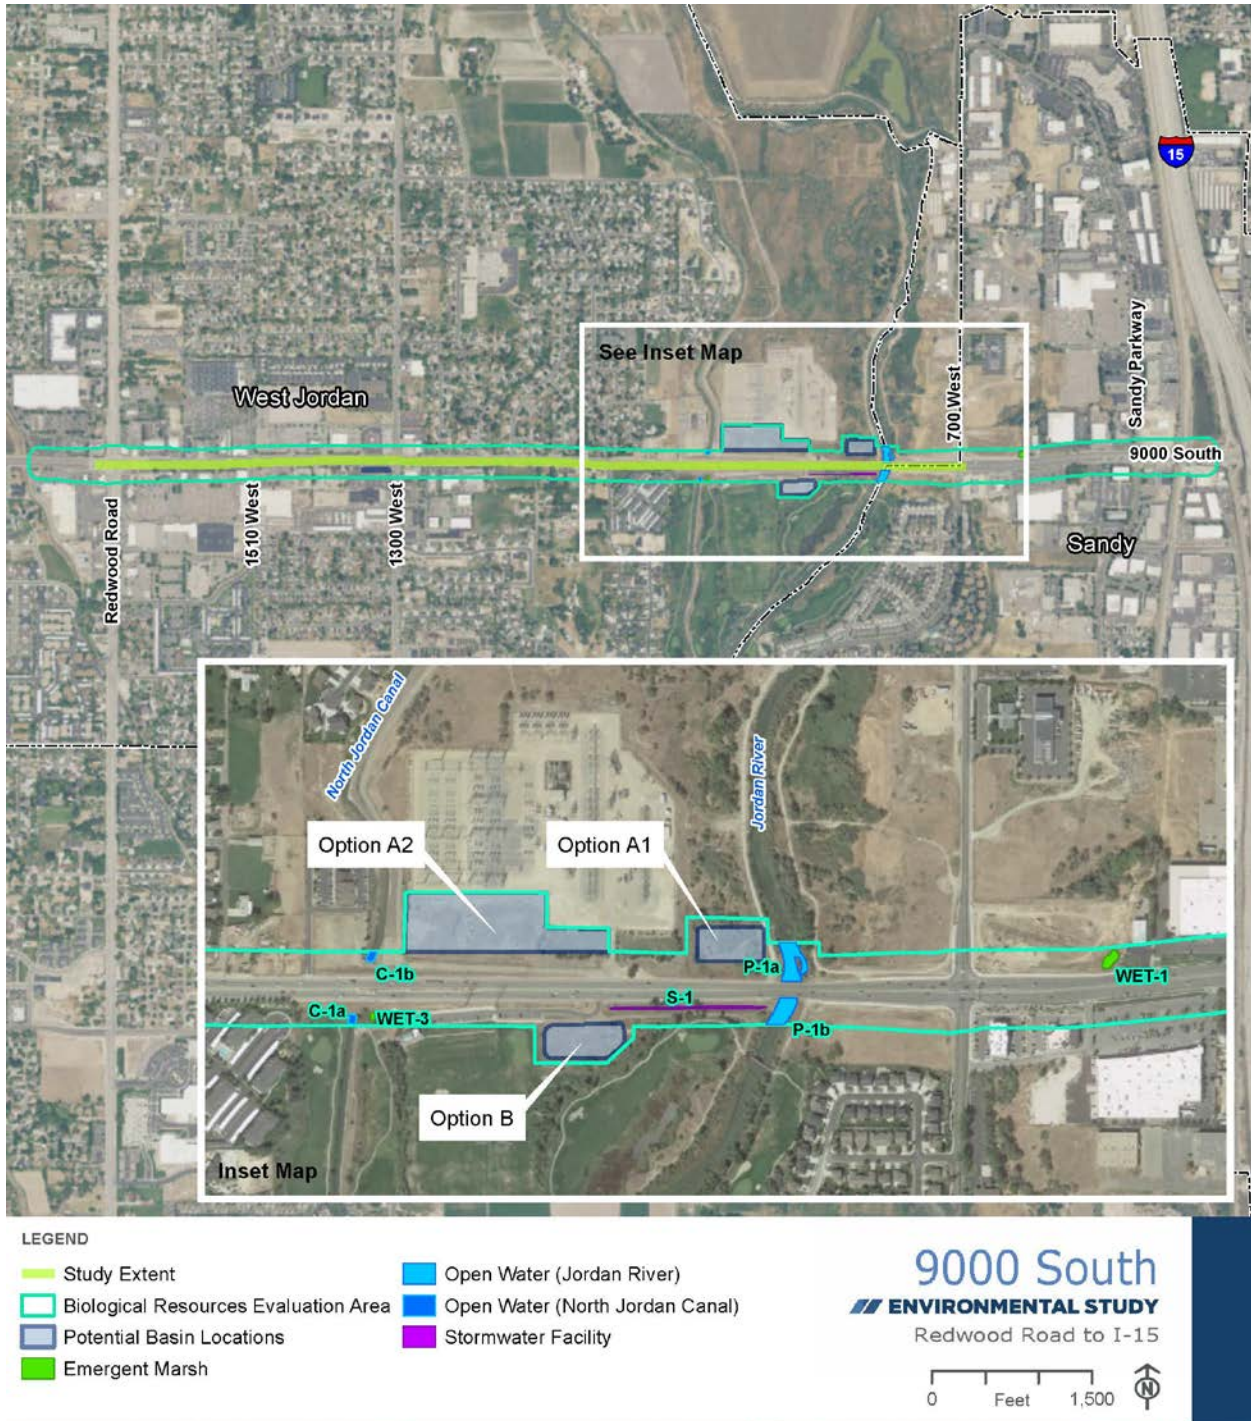 15
See Inset Map
West Jordan
700 West
Sandy Parkway
9000 South
Redwood Road
1510 West
1300 West
Sandy
North Jordan Canal
Jordan River
Option A2
Option A1
C-1b
P-1a
WET-1
S-1
C-1a
WET-3
P-1b
Option B
Inset Map
LEGEND
Study Extent
Biological Resources Evaluation Area
Potential Basin Locations
Emergent Marsh
Open Water (Jordan River)
Open Water (North Jordan Canal)
Stormwater Facility
9000 South
ENVIRONMENTAL STUDY
Redwood Road to I-15
0 Feet 1,500
N